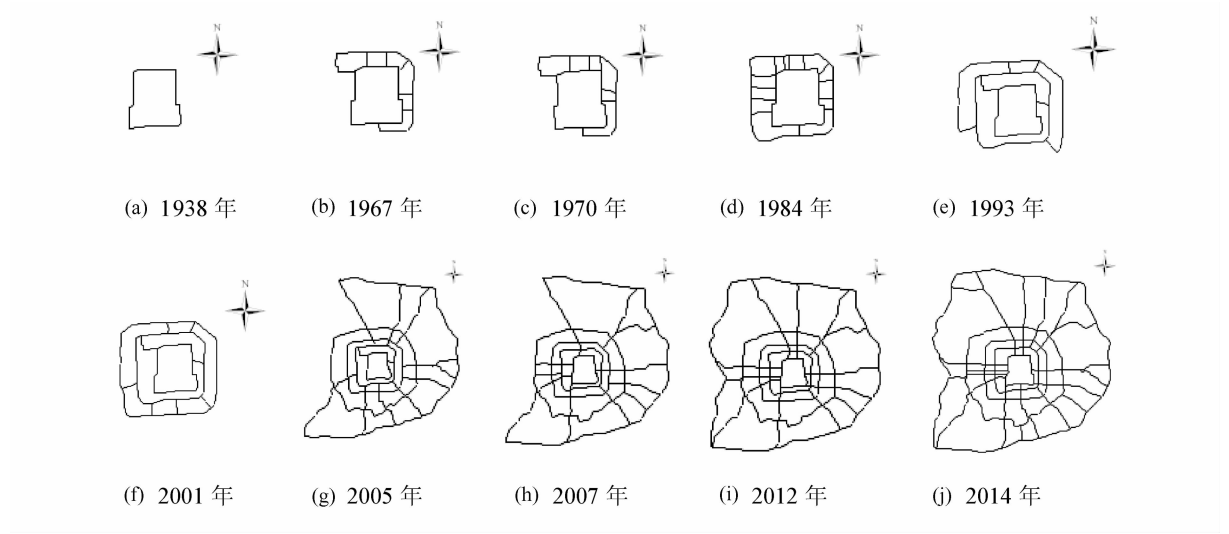 N N N N N
(a) 1938 年 (b) 1967 年 (c) 1970 年 (d) 1984 年 (e) 1993 年
N N N N N
(f) 2001 年 (g) 2005 年 (h) 2007 年 (i) 2012 年 (j) 2014 年